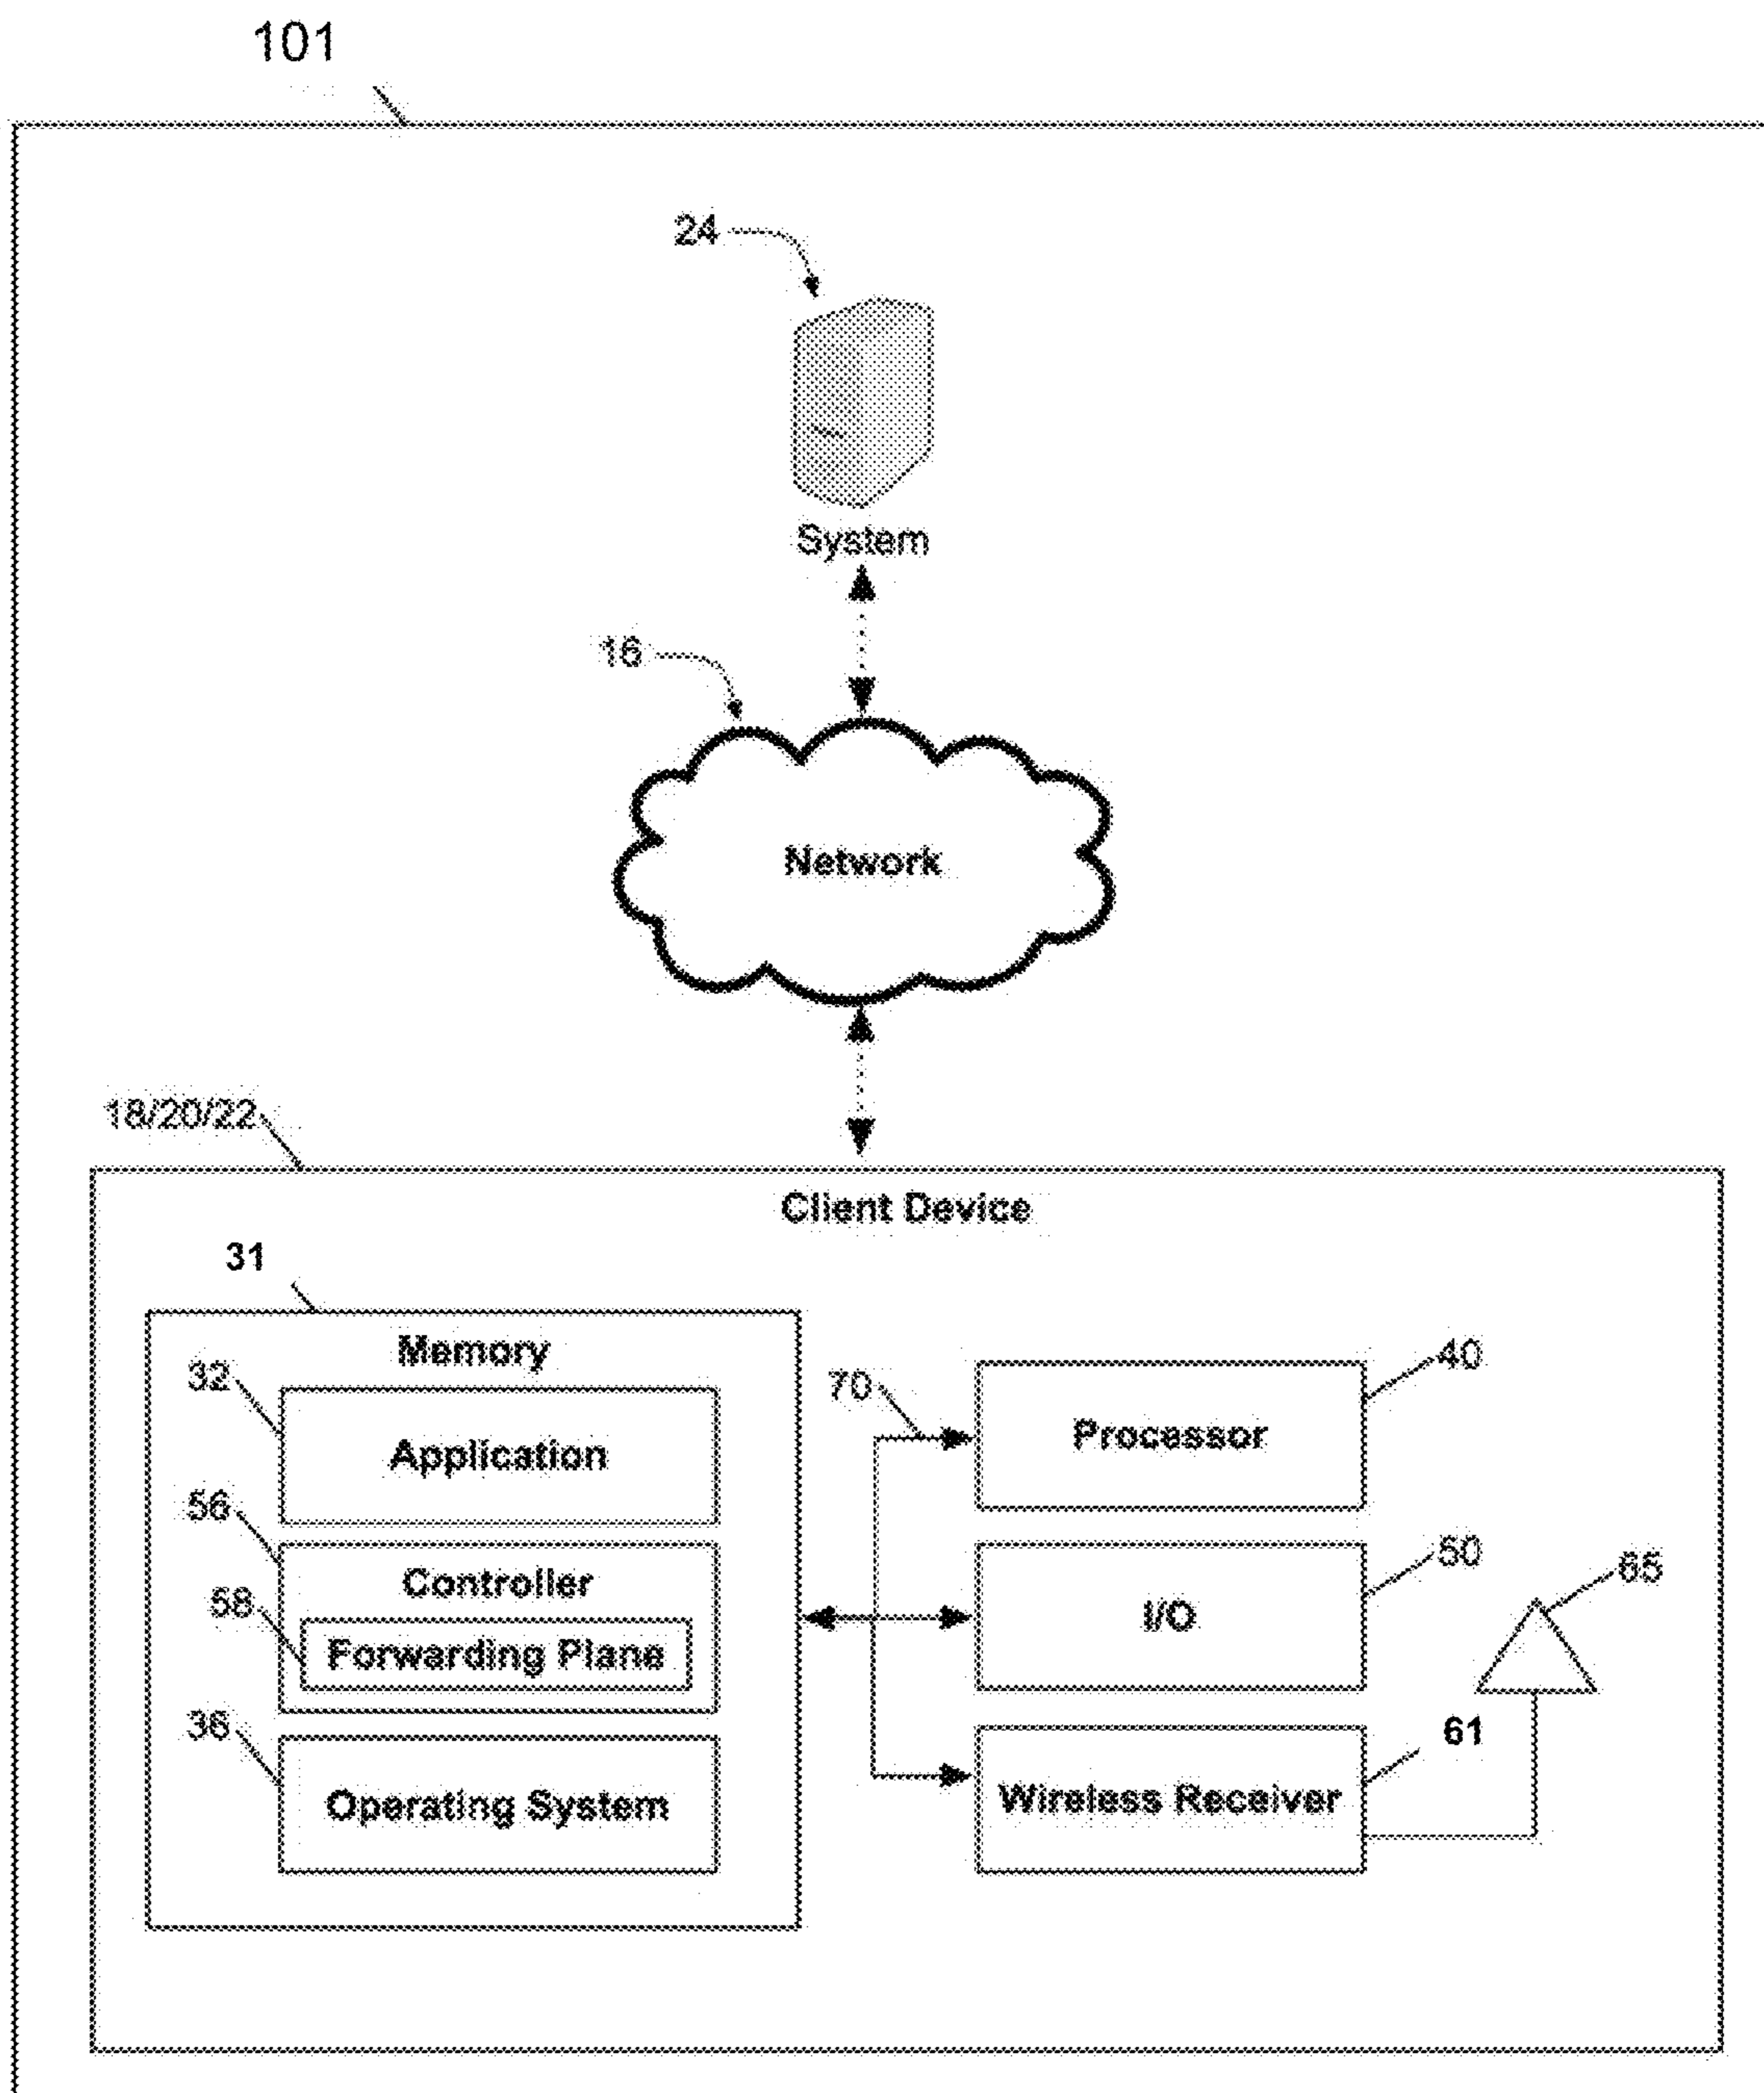 101
24
System
16
Network
18/20/22
Client Device
31
Memory
32
Application
56
Controller
58
Forwarding Plane
36
Operating System
70
40
Processor
50
I/O
65
61
Wireless Receiver